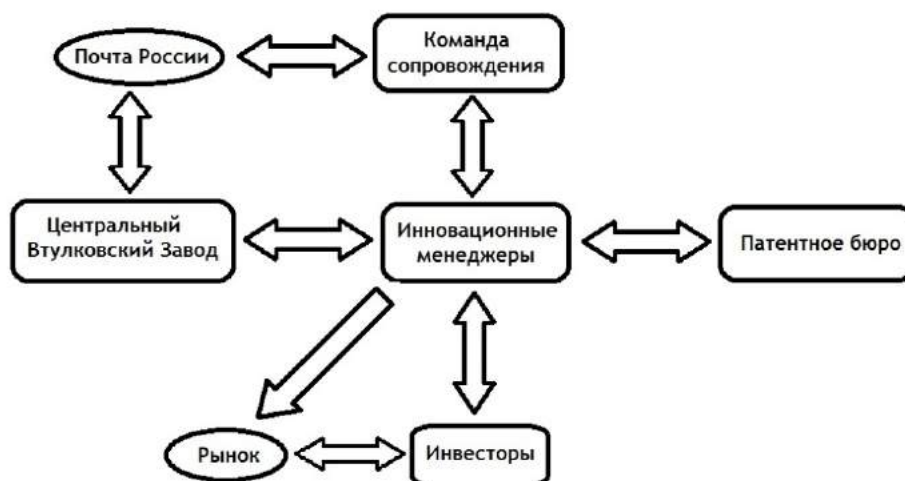 Почта России
Команда
сопровождения
Центральный
Втулковский Завод
Инновационные
менеджеры
Патентное бюро
Рынок
Инвесторы